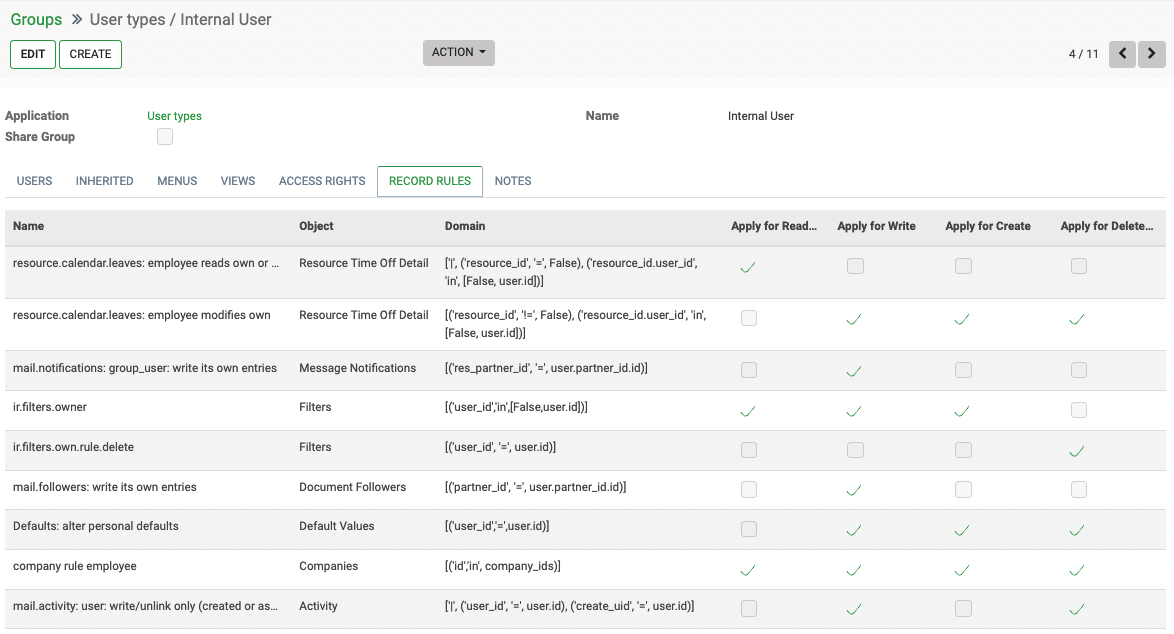 Groups » User types / Internal User
EDIT CREATE ACTION 4 / 11
Application User types Name Internal User
Share Group
USERS INHERITED MENUS VIEWS ACCESS RIGHTS RECORD RULES NOTES
Name Object Domain Apply for Read... Apply for Write Apply for Create Apply for Delete...
resource.calendar.leaves: employee reads own or ... Resource Time Off Detail ['|', ('resource_id', '=', False), ('resource_id.user_id',
'in', [False, user.id])]
resource.calendar.leaves: employee modifies own Resource Time Off Detail [('resource_id', '!=', False), ('resource_id.user_id', 'in',
[False, user.id])]
mail.notifications: group_user: write its own entries Message Notifications [('res_partner_id', '=', user.partner_id.id)]
ir.filters.owner Filters [('user_id','in',[False,user.id])]
ir.filters.own.rule.delete Filters [('user_id', '=', user.id)]
mail.followers: write its own entries Document Followers [('partner_id', '=', user.partner_id.id)]
Defaults: alter personal defaults Default Values [('user_id','=',user.id)]
company rule employee Companies [('id','in', company_ids)]
mail.activity: user: write/unlink only (created or as... Activity ['|', ('user_id', '=', user.id), ('create_uid', '=', user.id)]